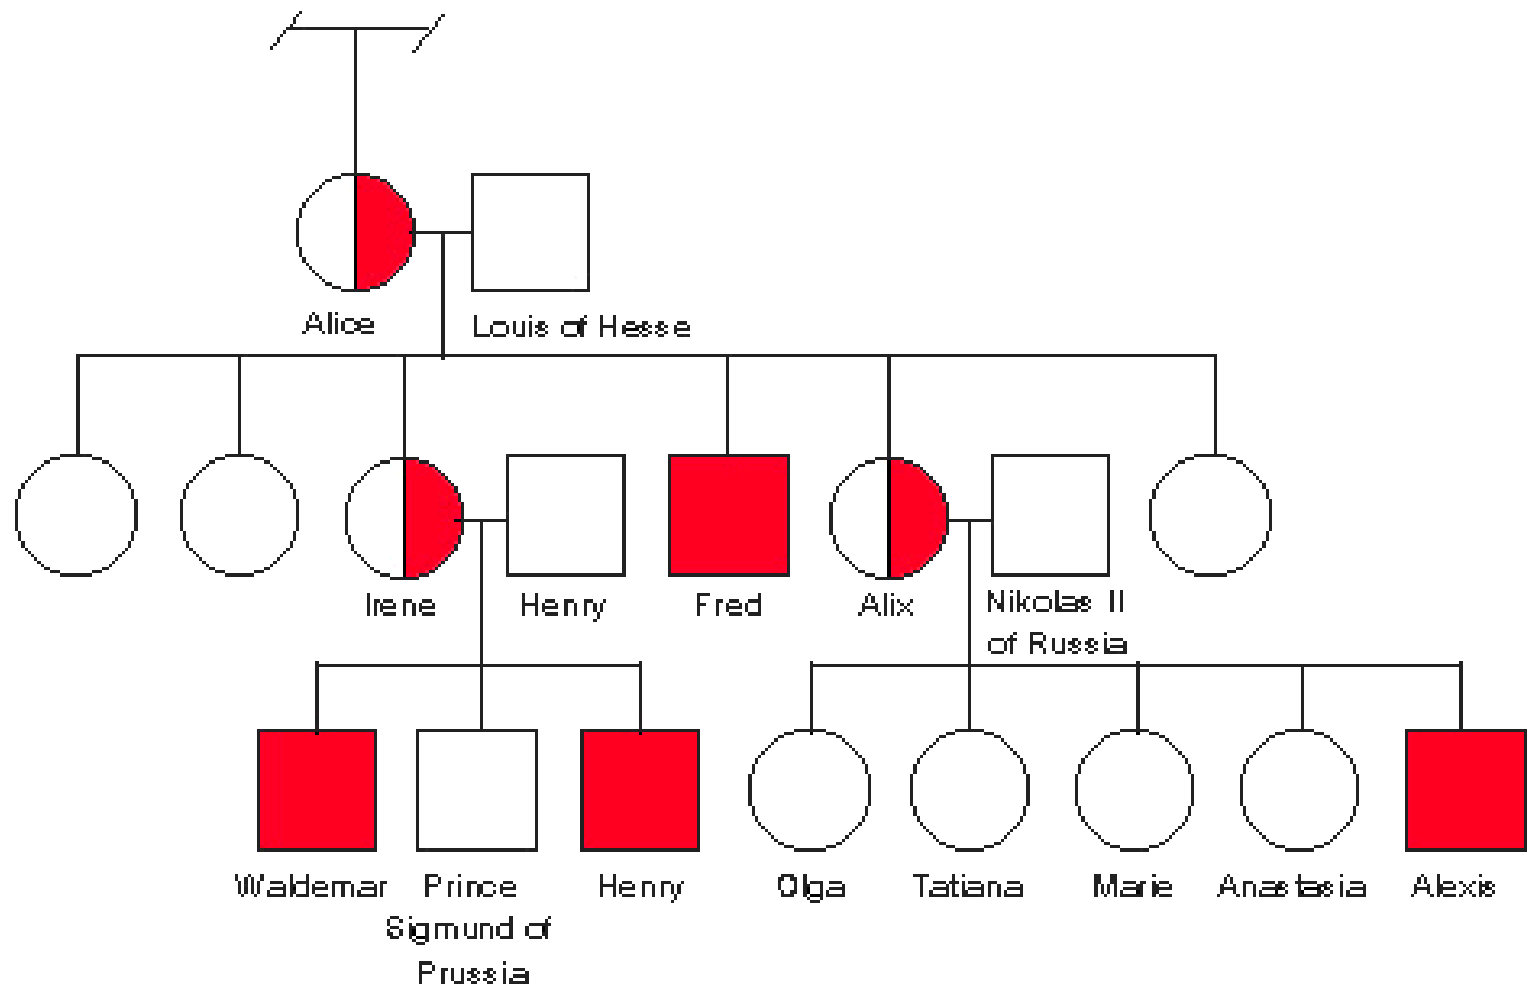 Alice
Louis of Hesse
Irene
Henry
Fred
Alix
Nikolas II
of Russia
Waldemar
Prince
Sigmund of
Prussia
Henry
Olga
Tatiana
Marie
Anastasia
Alexis